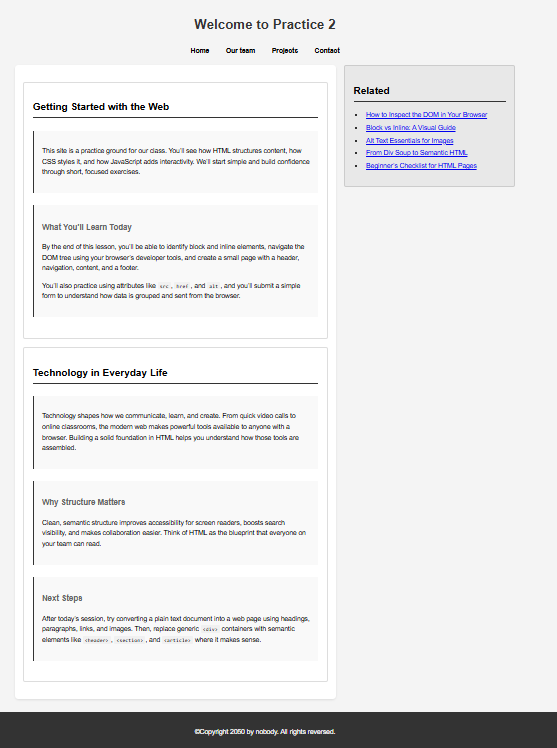 Welcome to Practice 2
Home Our team Projects Contact
Getting Started with the Web
This site is a practice ground for our class. You'll see how HTML structures content, how
CSS styles it, and how JavaScript adds interactivity. We'll start simple and build confidence
through short, focused exercises.
What You'll Learn Today
By the end of this lesson, you'll be able to identify block and inline elements, navigate the
DOM tree using your browser's developer tools, and create a small page with a header,
navigation, content, and a footer.
You'll also practice using attributes like src, href, and alt, and you'll submit a simple
form to understand how data is grouped and sent from the browser.
Technology in Everyday Life
Technology shapes how we communicate, learn, and create. From quick video calls to
online classrooms, the modern web makes powerful tools available to anyone with a
browser. Building a solid foundation in HTML helps you understand how those tools are
assembled.
Why Structure Matters
Clean, semantic structure improves accessibility for screen readers, boosts search
visibility, and makes collaboration easier. Think of HTML as the blueprint that everyone on
your team can read.
Next Steps
After today's session, try converting a plain text document into a web page using headings,
paragraphs, links, and images. Then, replace generic <div> containers with semantic
elements like <header>, <section>, and <article> where it makes sense.
Related
How to Inspect the DOM in Your Browser
Block vs Inline: A Visual Guide
Alt Text Essentials for Images
From Div Soup to Semantic HTML
Beginner's Checklist for HTML Pages
©Copyright 2050 by nobody. All rights reversed.